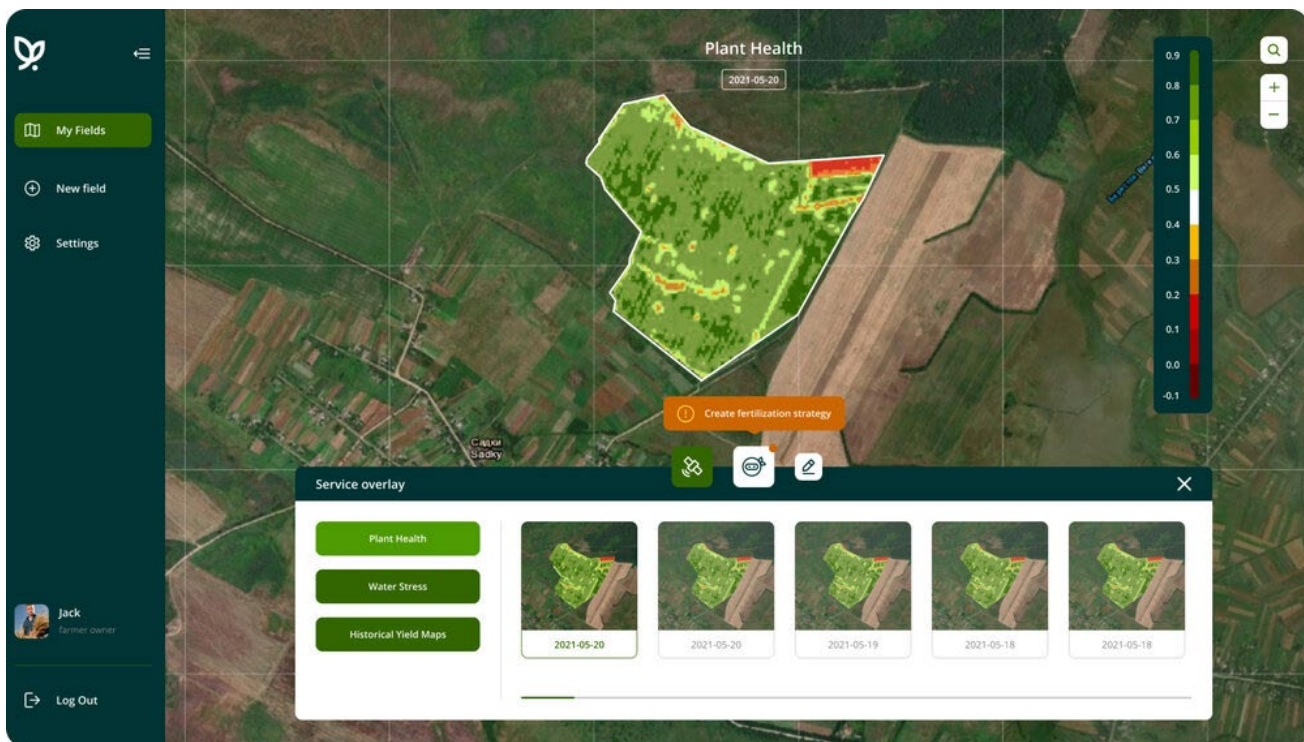 Plant Health
2021-05-20
My Fields
New field
Settings
Jack
farmer owner
Log Out
0.9
0.8
0.7
0.6
0.5
0.4
0.3
0.2
0.1
0.0
-0.1
+
−
Садки
Sadky
Create fertilization strategy
Service overlay
Plant Health
Water Stress
Historical Yield Maps
2021-05-20
2021-05-20
2021-05-19
2021-05-18
2021-05-18